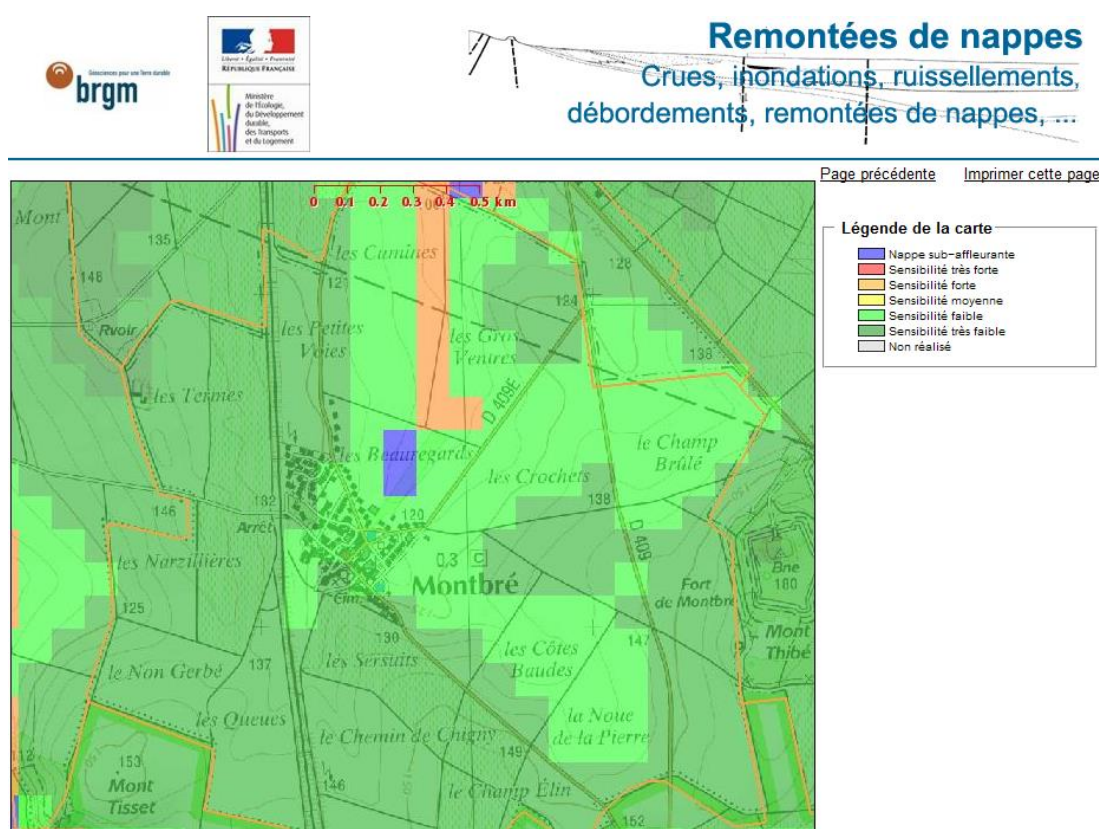 Géosciences pour une Terre durable
brgm
Liberté • Égalité • Fraternité
RÉPUBLIQUE FRANÇAISE
Ministère
de l'Écologie,
du Développement
durable,
des Transports
et du Logement
Remontées de nappes
Crues, inondations, ruissellements,
débordements, remontées de nappes, ...
Page précédente
Imprimer cette page
Légende de la carte
Nappe sub-affleurante
Sensibilité très forte
Sensibilité forte
Sensibilité moyenne
Sensibilité faible
Sensibilité très faible
Non réalisé
0 0.1 0.2 0.3 0.4 0.5 km
Mont
135
les Cumines
128
148
121
124
Rvoir
les Petites
Voies
les Gros
Ventres
138
les Termes
D 409E
le Champ
Brûlé
les Beauregards
les Crochets
132
138
146
120
Arrêt
D 409
les Narzillières
0,3 C
Bne
180
Montbré
Fort
de Montbré
Cim.
125
130
147
Mont
Thibé
les Sersuits
les Côtes
Baudes
le Non Gerbé
137
les Queues
la Noue
de la Pierre
le Chemin de Chigny
149
112
153
Mont
Tisset
146
le Champ Élin
152